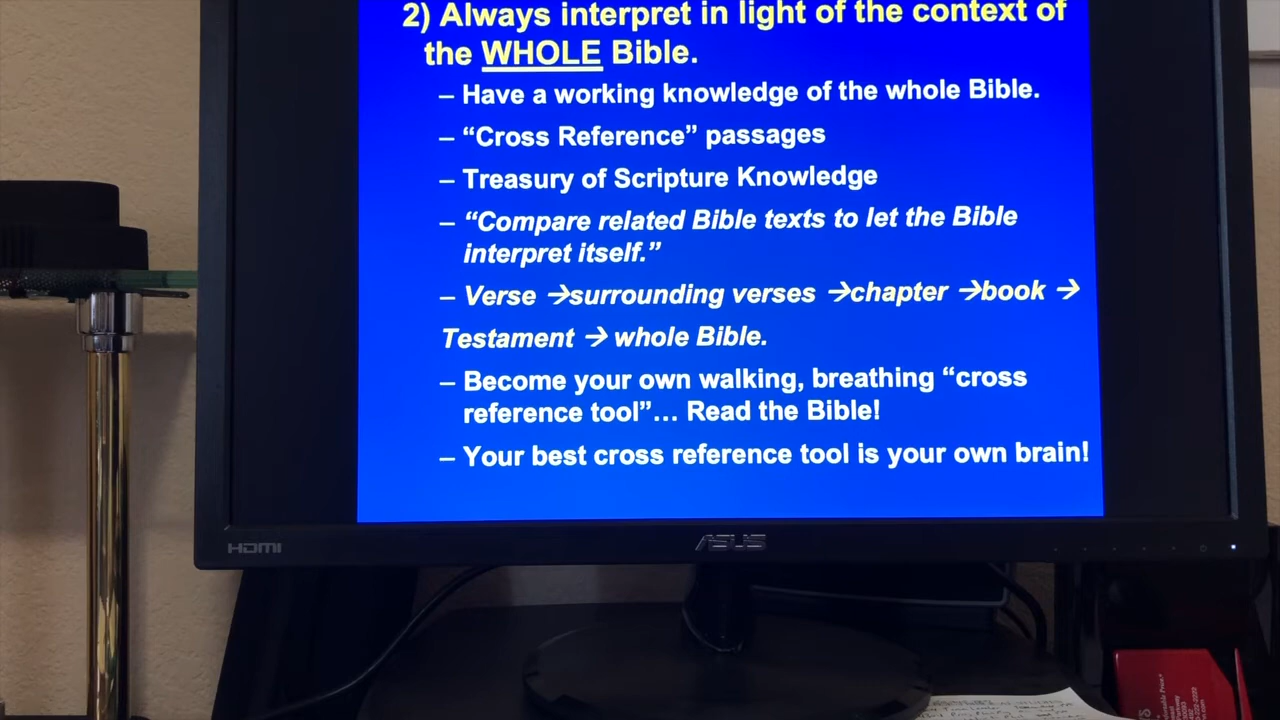 2) Always interpret in light of the context of
the WHOLE Bible.
– Have a working knowledge of the whole Bible.
– “Cross Reference” passages
– Treasury of Scripture Knowledge
– “Compare related Bible texts to let the Bible
interpret itself.”
– Verse →surrounding verses →chapter →book →
Testament → whole Bible.
– Become your own walking, breathing “cross
reference tool”… Read the Bible!
– Your best cross reference tool is your own brain!
HDMI
ASUS